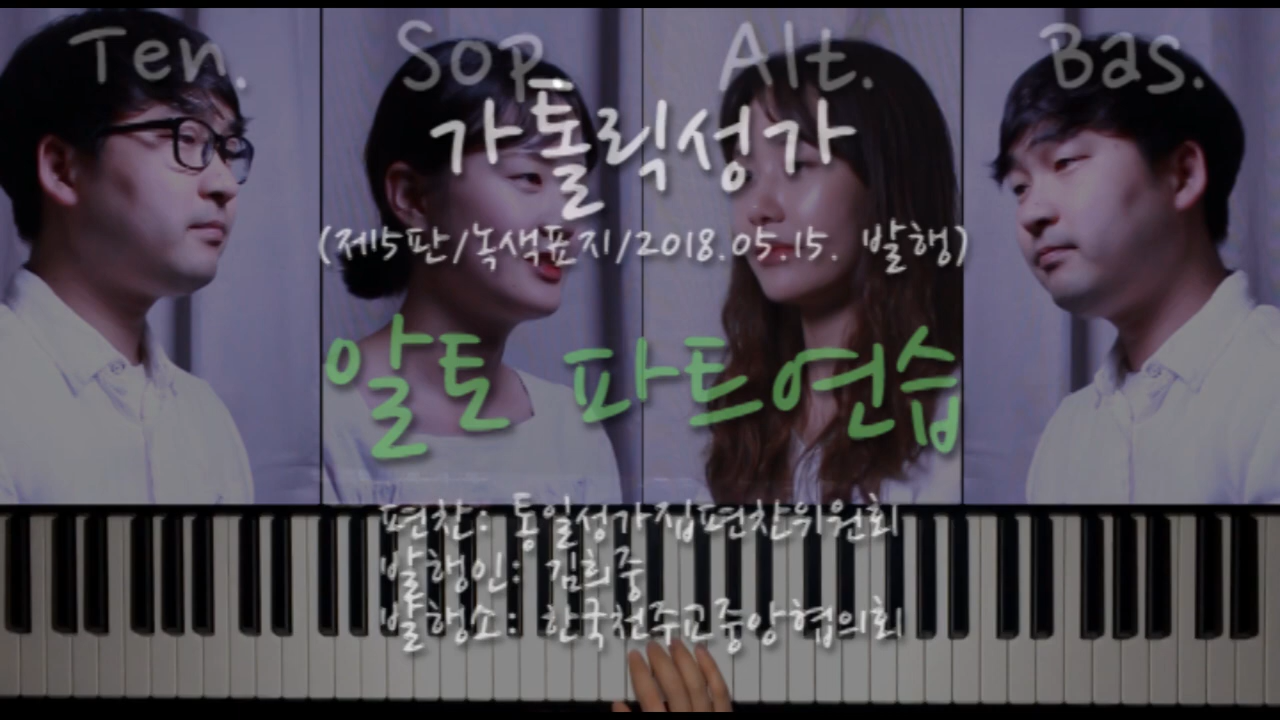 Ten. Sop. Alt. Bas.
가톨릭성가
(제5판/녹색표지/2018.05.15. 발행)
알토 파트연습
편찬: 통일성가집편찬위원회
발행인: 김희중
발행소: 한국천주교중앙협의회